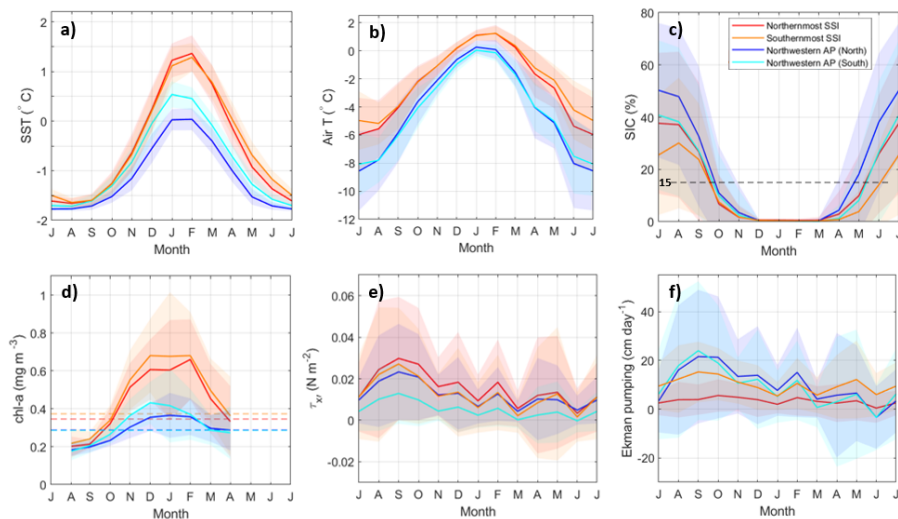 a)
SST (° C)
2
1
0
-1
-2
J A S O N D J F M A M J J
Month
b)
Air T (° C)
2
0
-2
-4
-6
-8
-10
-12
J A S O N D J F M A M J J
Month
c)
SIC (%)
80
60
40
20
0
15
Northernmost SSI
Southernmost SSI
Northwestern AP (North)
Northwestern AP (South)
J A S O N D J F M A M J J
Month
d)
chl-a (mg m⁻³)
1
0.8
0.6
0.4
0.2
0
J A S O N D J F M A M J J
Month
e)
τx, (N m⁻²)
0.06
0.04
0.02
0
-0.02
J A S O N D J F M A M J J
Month
f)
Ekman pumping (cm day⁻¹)
40
20
0
-20
J A S O N D J F M A M J J
Month